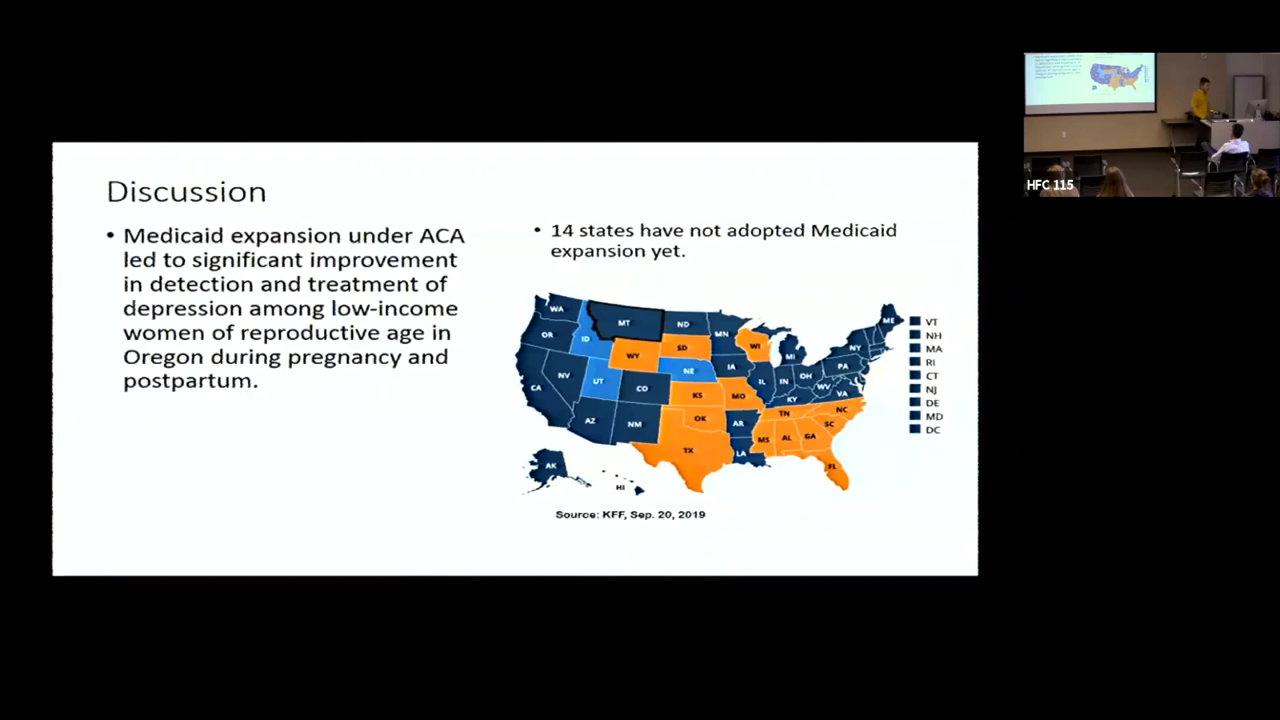 Discussion
• Medicaid expansion under ACA
led to significant improvement
in detection and treatment of
depression among low-income
women of reproductive age in
Oregon during pregnancy and
postpartum.
• 14 states have not adopted Medicaid
expansion yet.
WA
MT
ND
MN
ME
OR
ID
WY
SD
WI
MI
NY
NV
UT
CO
NE
IA
IL
IN
OH
PA
WV
VA
CA
KS
MO
KY
AZ
NM
OK
AR
TN
NC
SC
TX
LA
MS
AL
GA
FL
AK
HI
VT
NH
MA
RI
CT
NJ
DE
MD
DC
Source: KFF, Sep. 20, 2019
HFC 115